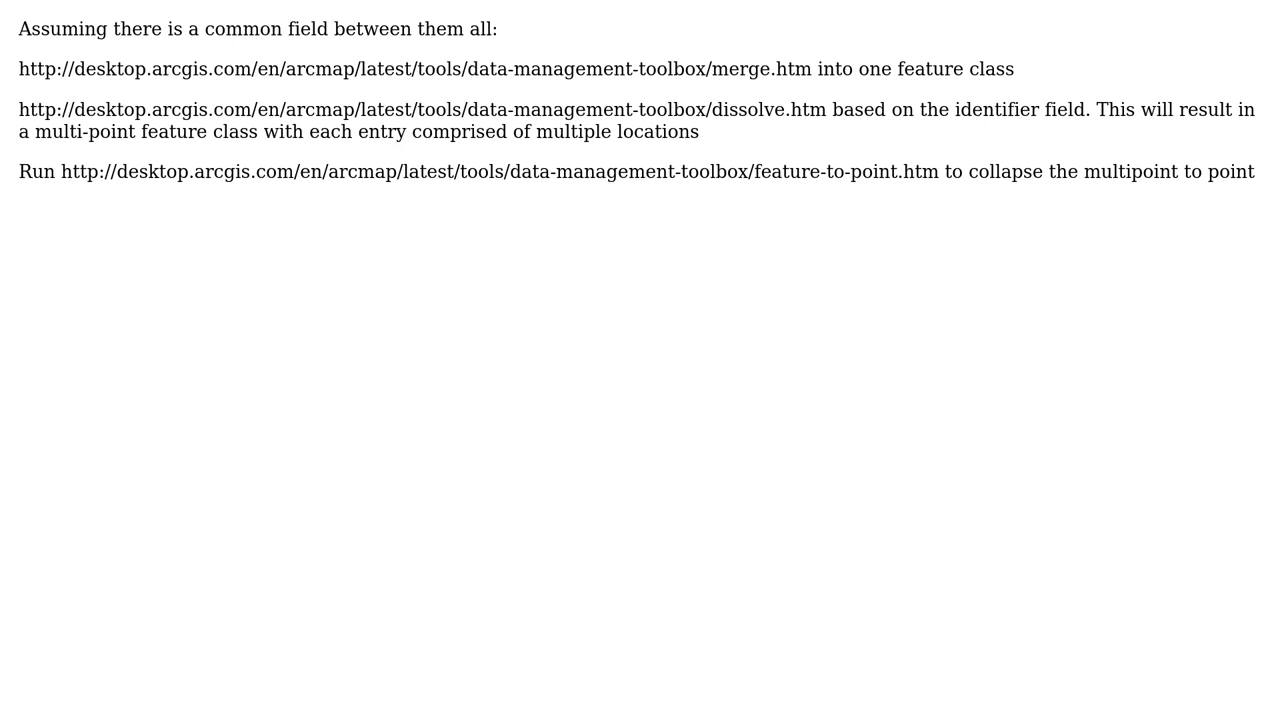 Assuming there is a common field between them all:
http://desktop.arcgis.com/en/arcmap/latest/tools/data-management-toolbox/merge.htm into one feature class
http://desktop.arcgis.com/en/arcmap/latest/tools/data-management-toolbox/dissolve.htm based on the identifier field. This will result in
a multi-point feature class with each entry comprised of multiple locations
Run http://desktop.arcgis.com/en/arcmap/latest/tools/data-management-toolbox/feature-to-point.htm to collapse the multipoint to point